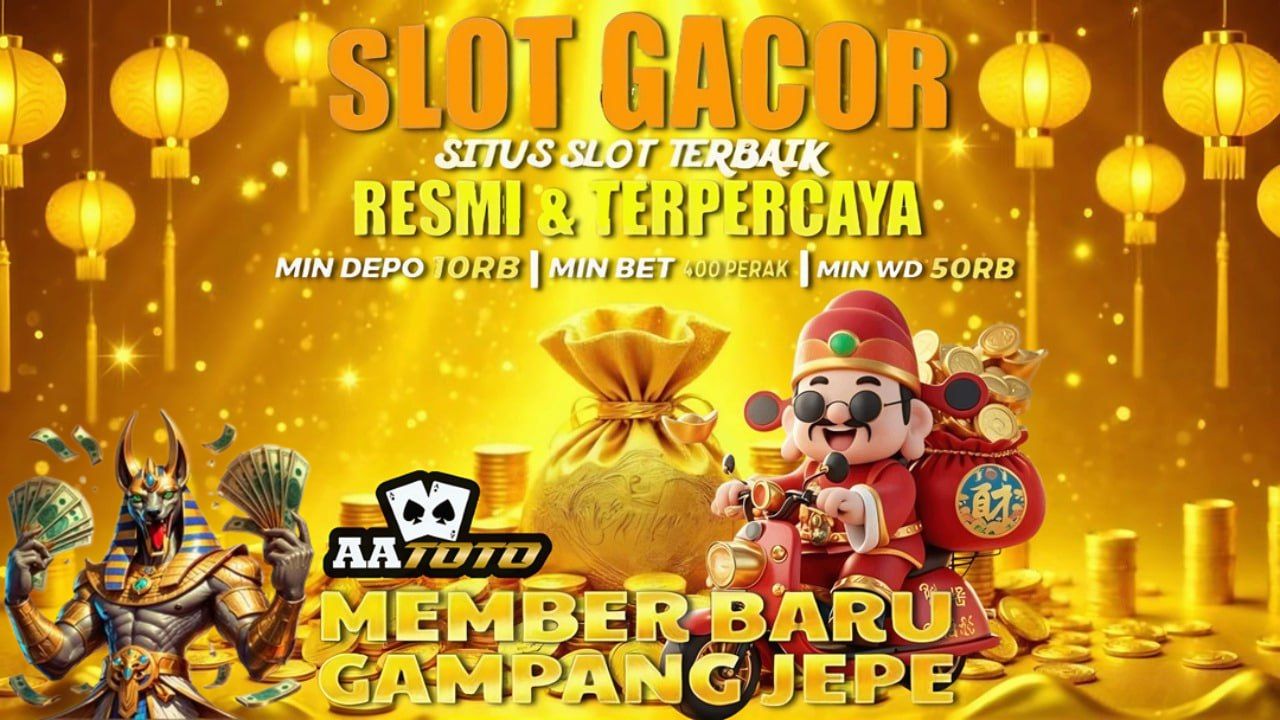 SLOT GACOR
SITUS SLOT TERBAIK
RESMI & TERPERCAYA
MIN DEPO 10RB | MIN BET 400 PERAK | MIN WD 50RB
財
AATOTO
MEMBER BARU
GAMPANG JEPE